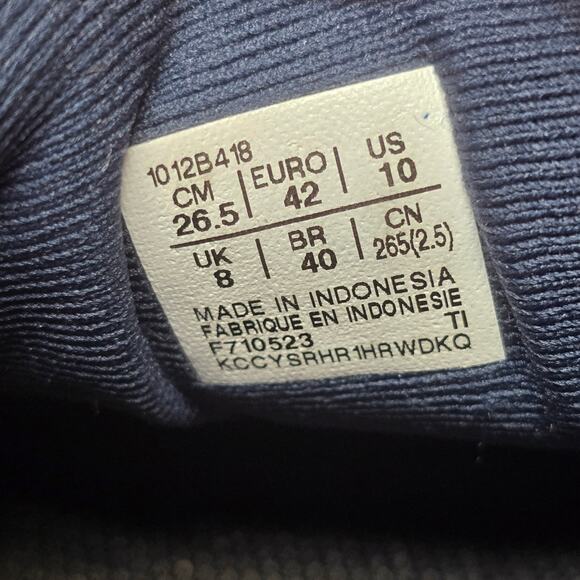 1012B418
CM | EURO | US
26.5 | 42 | 10
UK | BR | CN
8 | 40 | 265(2.5)
MADE IN INDONESIA
FABRIQUE EN INDONESIE
F710523 TI
KCCYSRHR1HRWDKQ